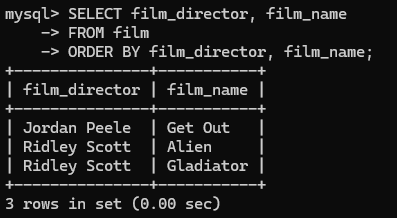 mysql> SELECT film_director, film_name
    -> FROM film
    -> ORDER BY film_director, film_name;
+---------------+-----------+
| film_director | film_name |
+---------------+-----------+
| Jordan Peele  | Get Out   |
| Ridley Scott  | Alien     |
| Ridley Scott  | Gladiator |
+---------------+-----------+
3 rows in set (0.00 sec)